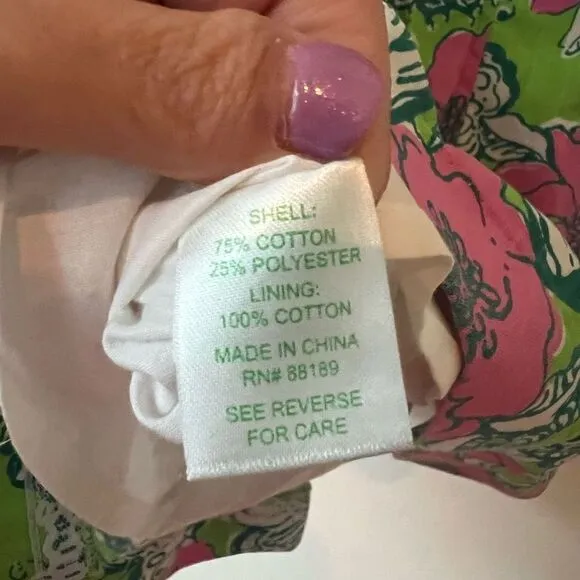 SHELL:
75% COTTON
25% POLYESTER
LINING:
100% COTTON
MADE IN CHINA
RN# 88189
SEE REVERSE
FOR CARE